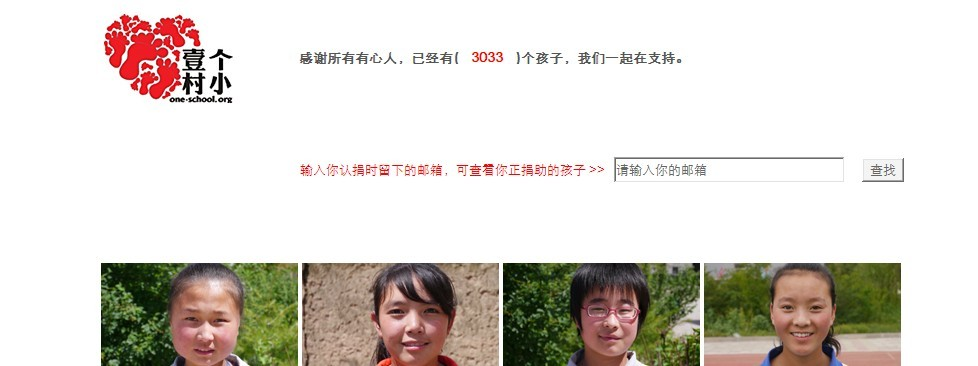 壹个
村小
one-school.org
感谢所有有心人，已经有( 3033 )个孩子，我们一起在支持。
输入你认捐时留下的邮箱，可查看你正捐助的孩子 >> 请输入你的邮箱 查找